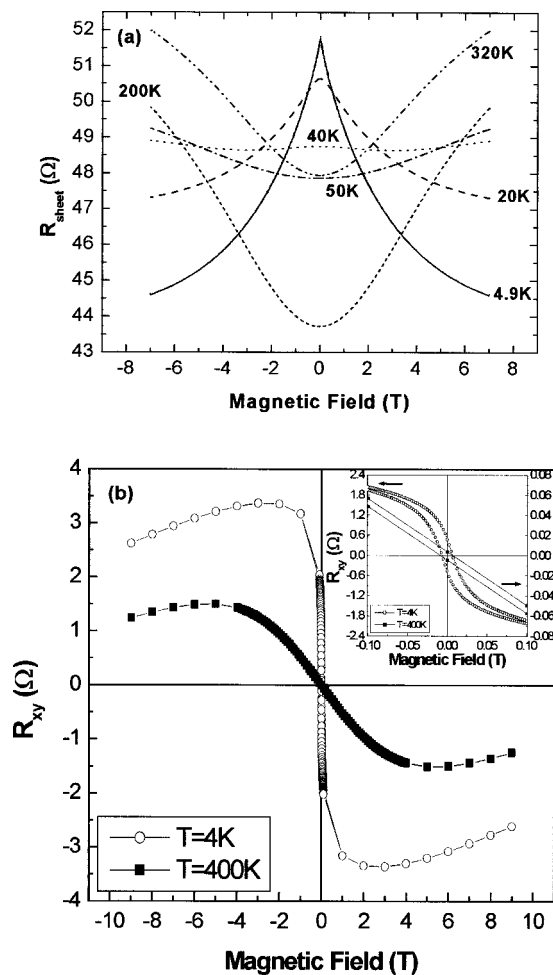 (a)
52
51
50
49
48
47
46
45
44
43
R_sheet (Ω)
200K
320K
40K
50K
20K
4.9K
-8 -6 -4 -2 0 2 4 6 8
Magnetic Field (T)
(b)
4
3
2
1
0
-1
-2
-3
-4
R_xy (Ω)
T=4K
T=400K
-10 -8 -6 -4 -2 0 2 4 6 8 10
Magnetic Field (T)
2.4
1.8
1.2
0.6
0.0
-0.6
-1.2
-1.8
-2.4
R_xy (Ω)
0.08
0.06
0.04
0.02
0.00
-0.02
-0.04
-0.06
-0.08
T=4K
T=400K
-0.10 -0.05 0.00 0.05 0.10
Magnetic Field (T)